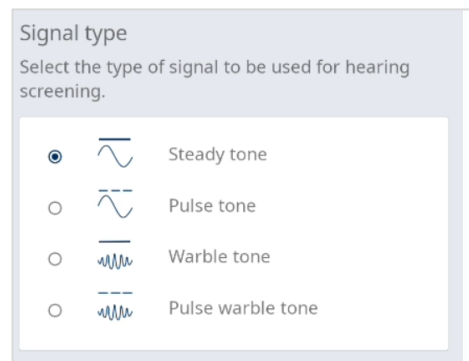 Signal type
Select the type of signal to be used for hearing
screening.
Steady tone
Pulse tone
Warble tone
Pulse warble tone